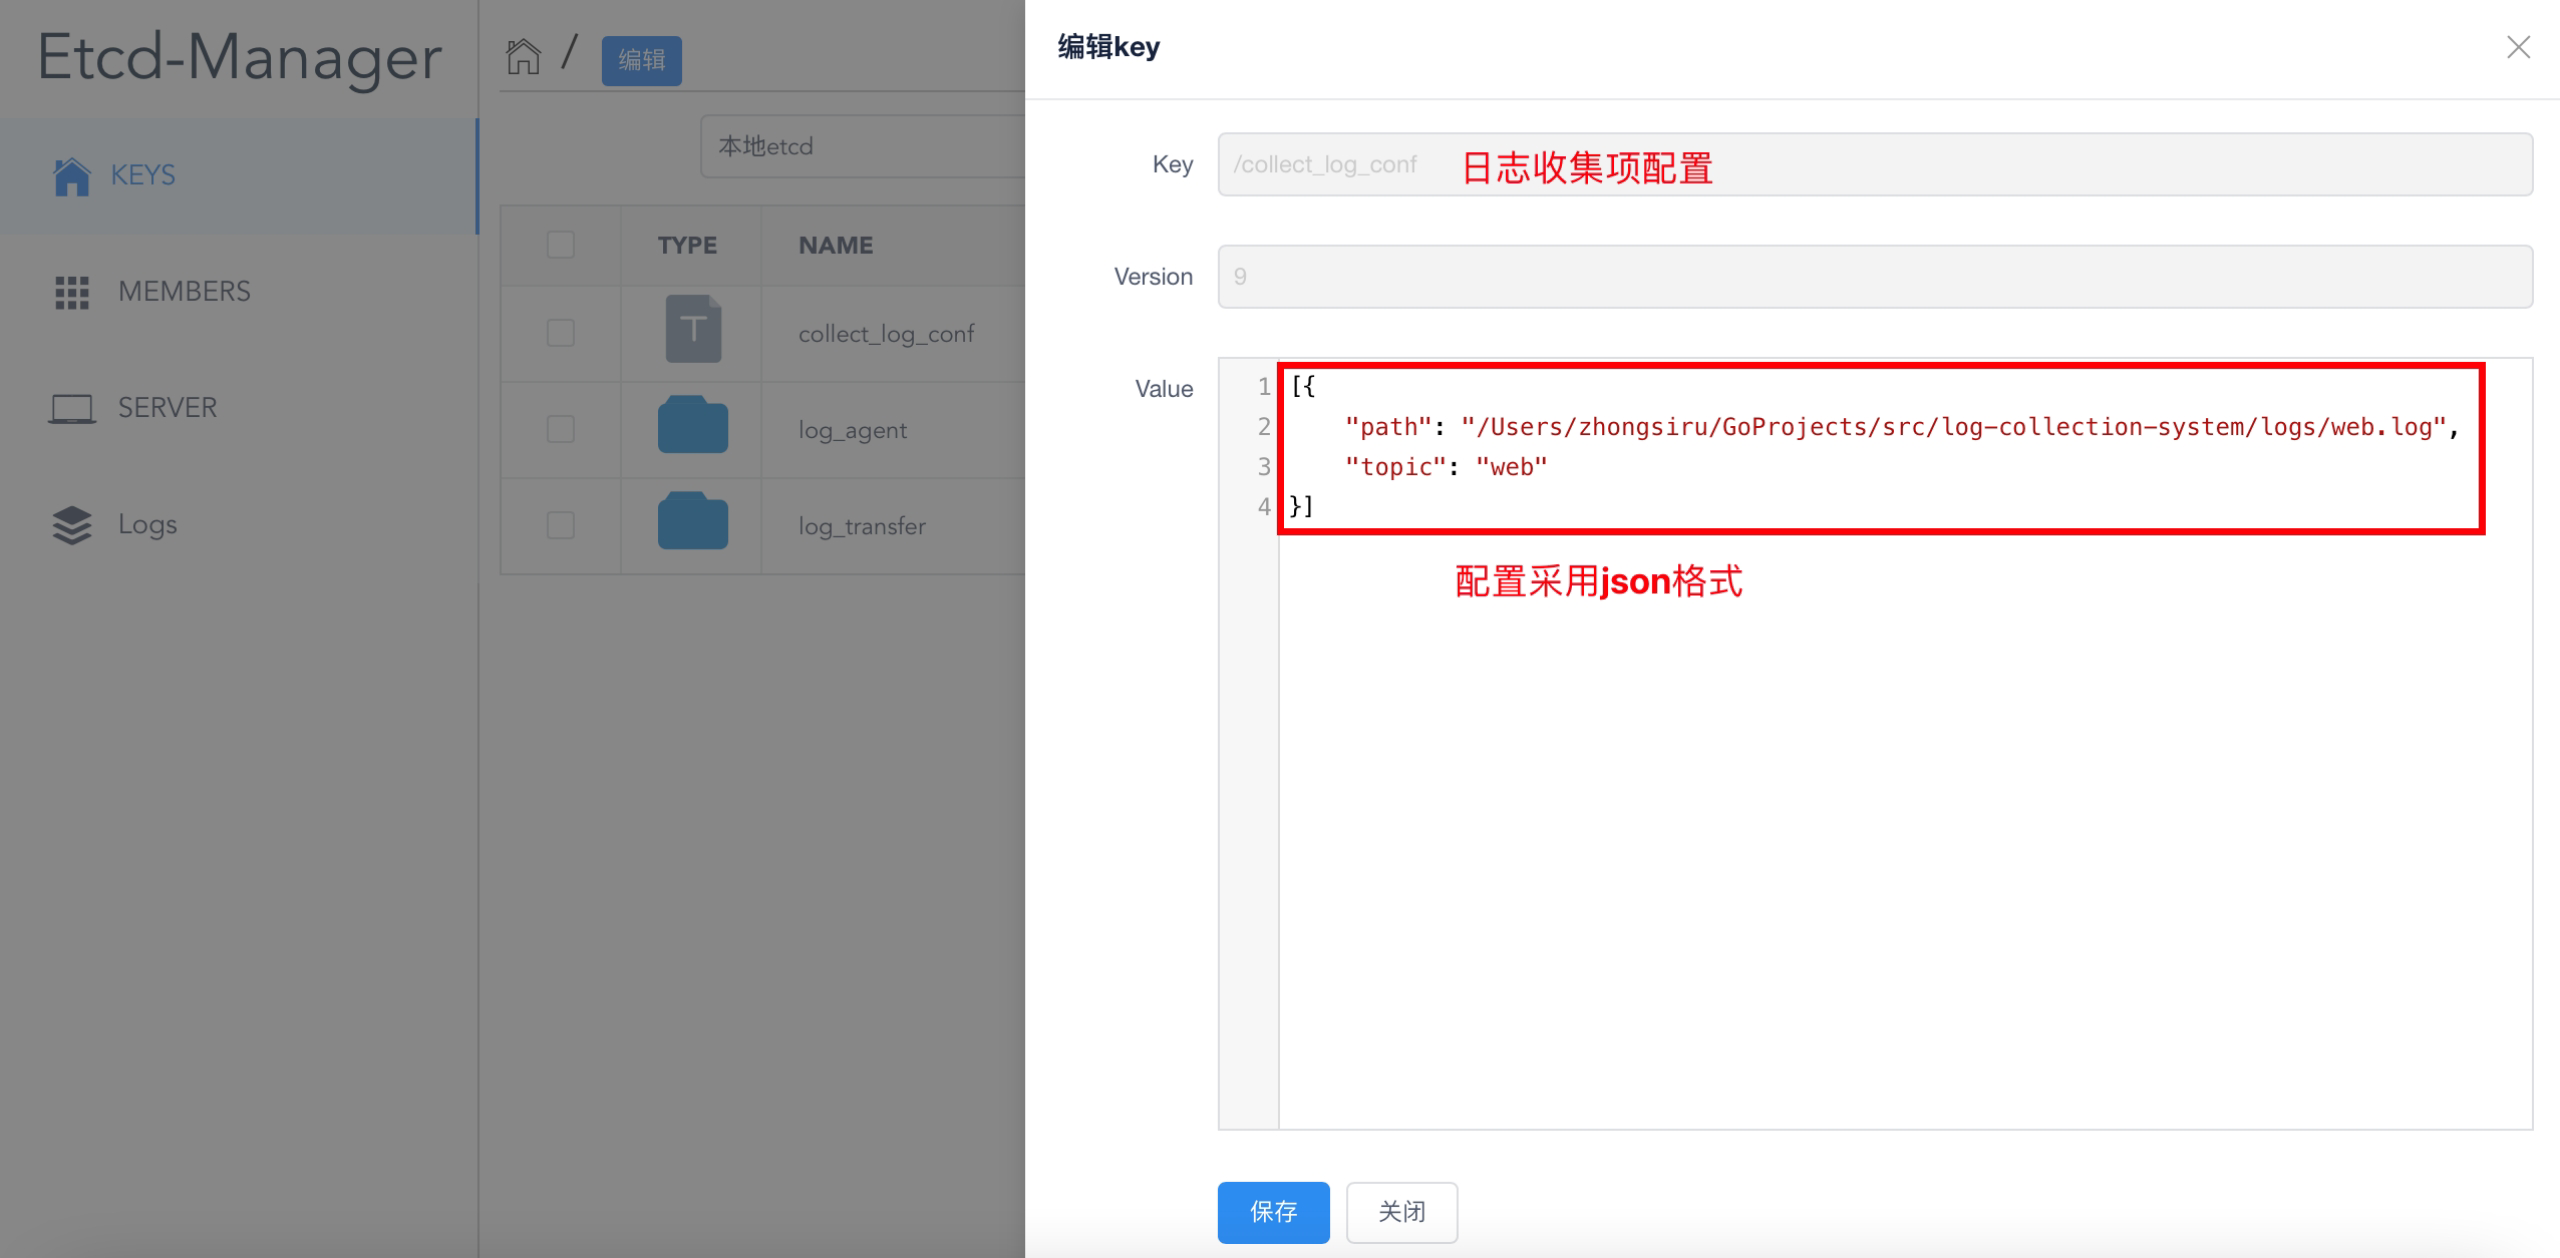 Etcd-Manager
KEYS
MEMBERS
SERVER
Logs
/ 编辑
本地etcd
TYPE NAME
T collect_log_conf
log_agent
log_transfer
编辑key
Key /collect_log_conf 日志收集项配置
Version 9
Value
1 [{
2 "path": "/Users/zhongsiru/GoProjects/src/log-collection-system/logs/web.log",
3 "topic": "web"
4 }]
配置采用json格式
保存 关闭